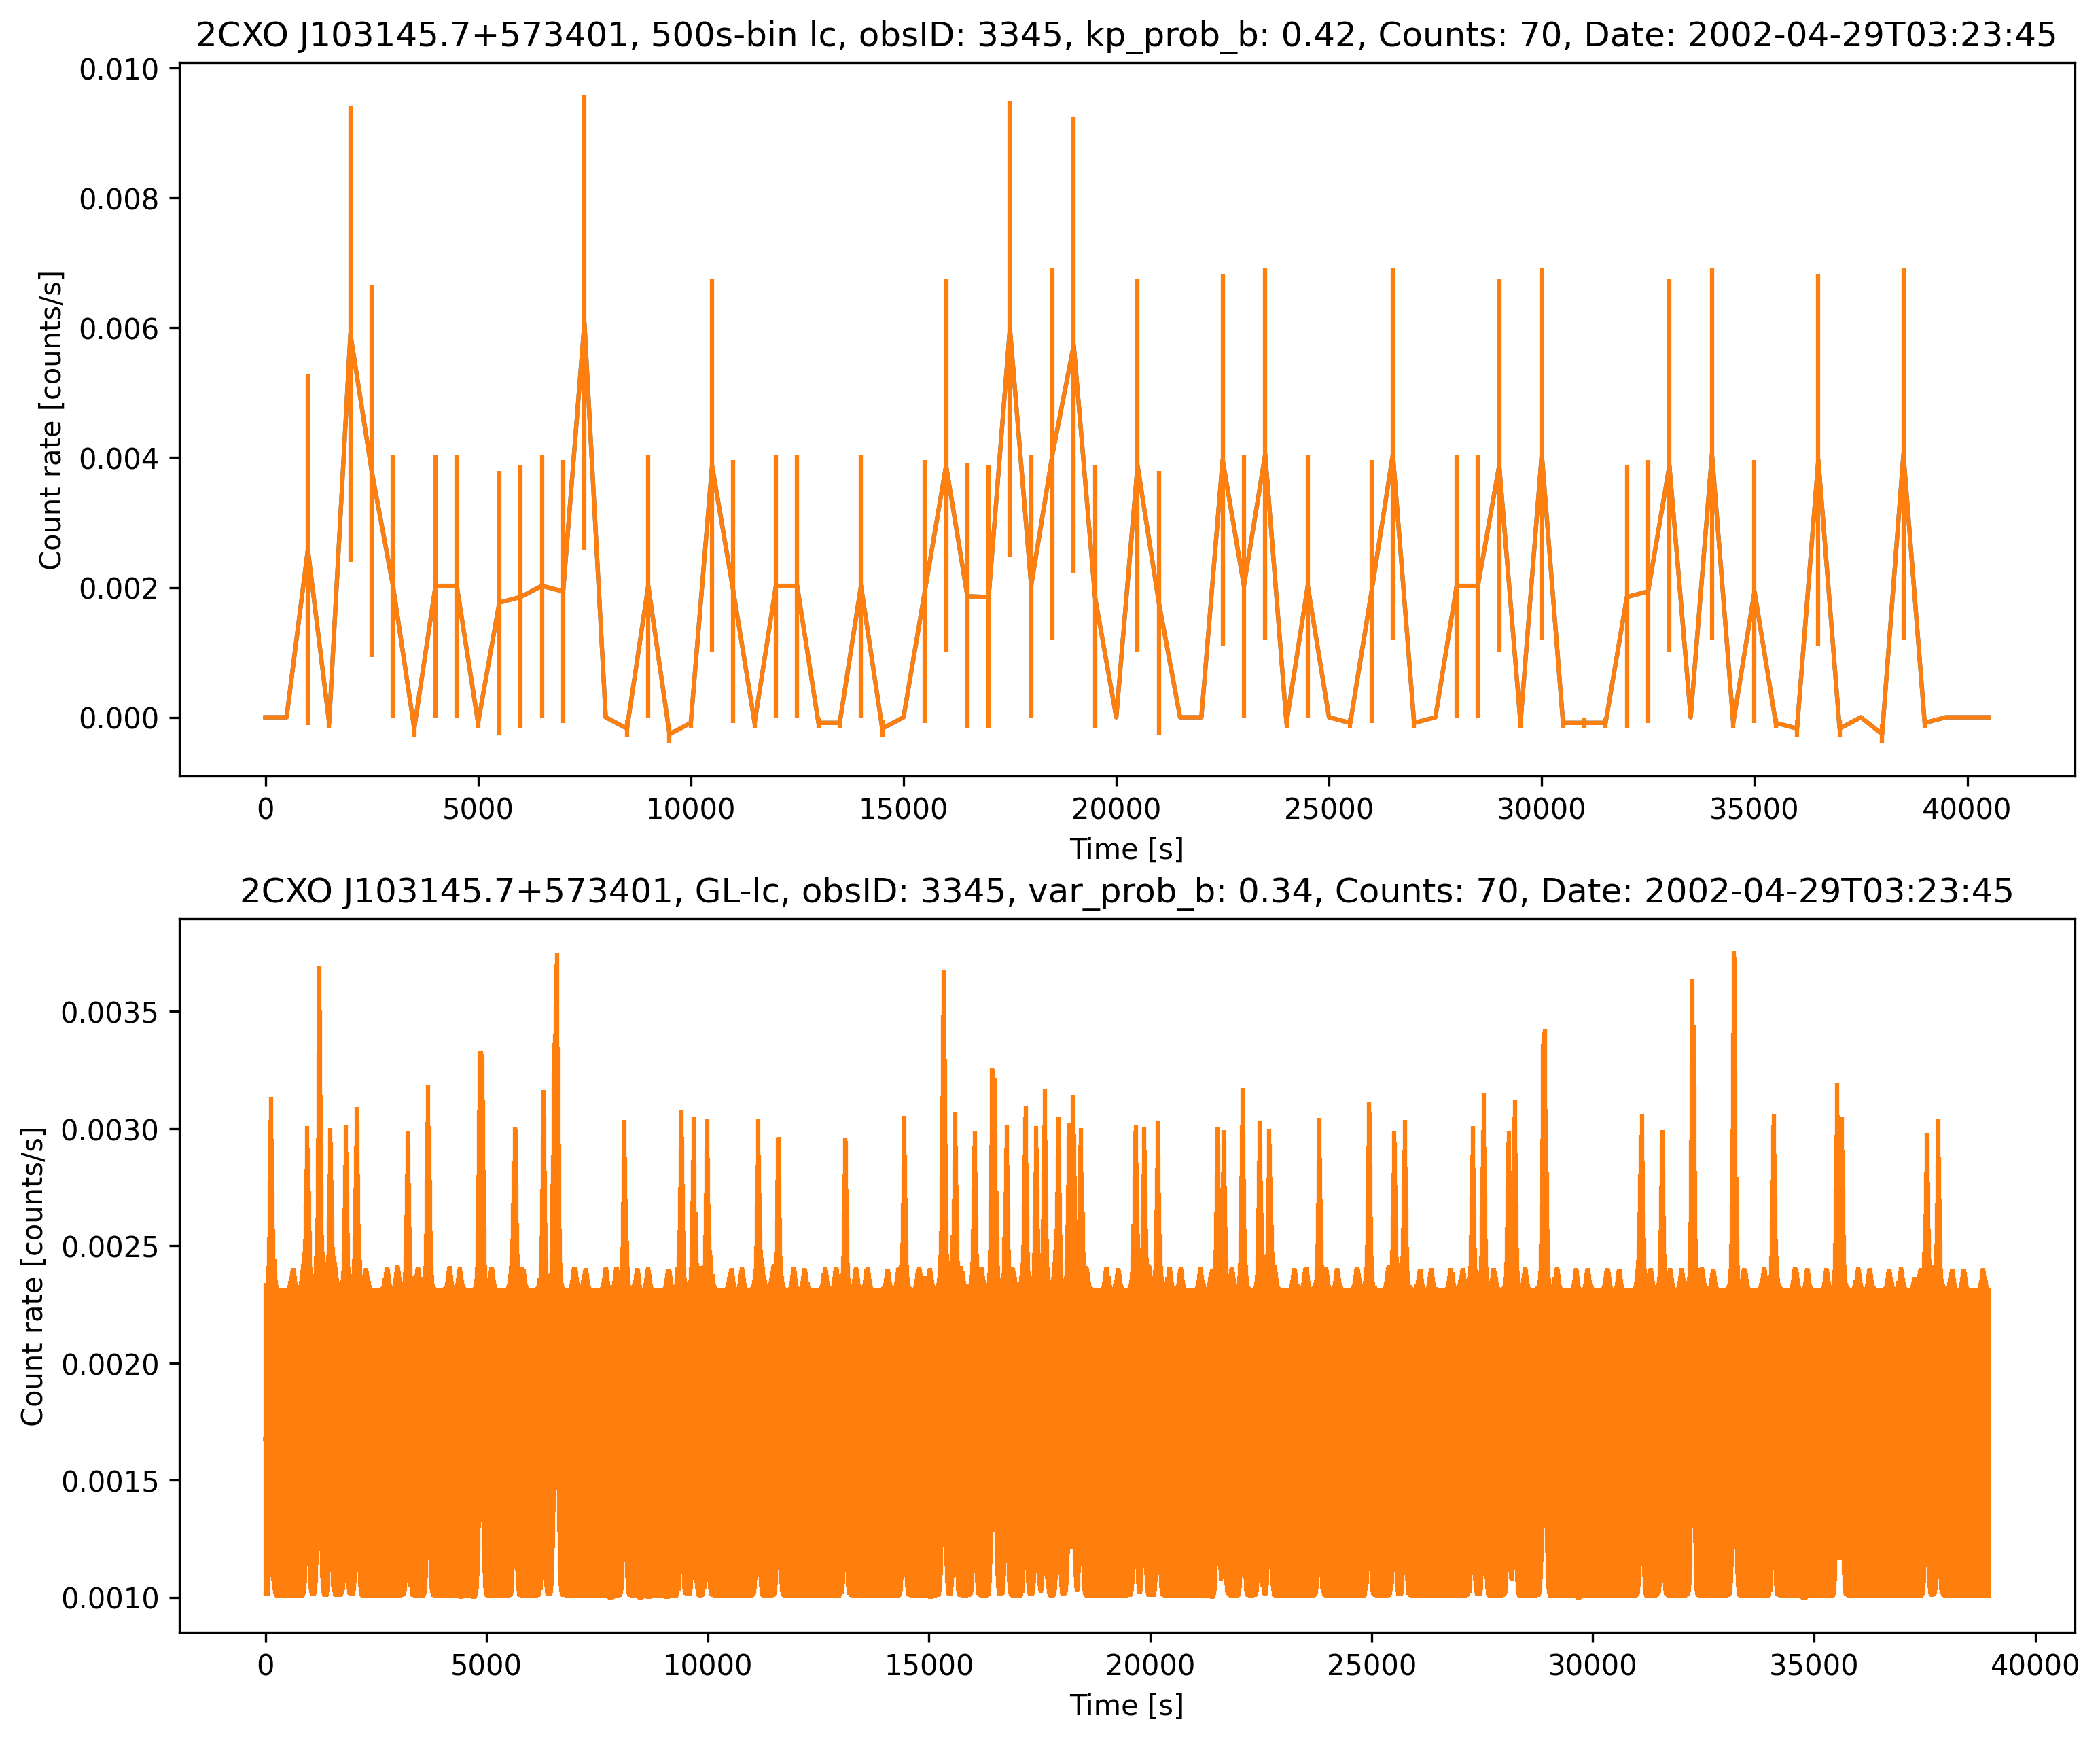 2CXO J103145.7+573401, 500s-bin lc, obsID: 3345, kp_prob_b: 0.42, Counts: 70, Date: 2002-04-29T03:23:45
0.010
0.008
0.006
0.004
0.002
0.000
Count rate [counts/s]
0 5000 10000 15000 20000 25000 30000 35000 40000
Time [s]
2CXO J103145.7+573401, GL-lc, obsID: 3345, var_prob_b: 0.34, Counts: 70, Date: 2002-04-29T03:23:45
0.0035
0.0030
0.0025
0.0020
0.0015
0.0010
Count rate [counts/s]
0 5000 10000 15000 20000 25000 30000 35000 40000
Time [s]